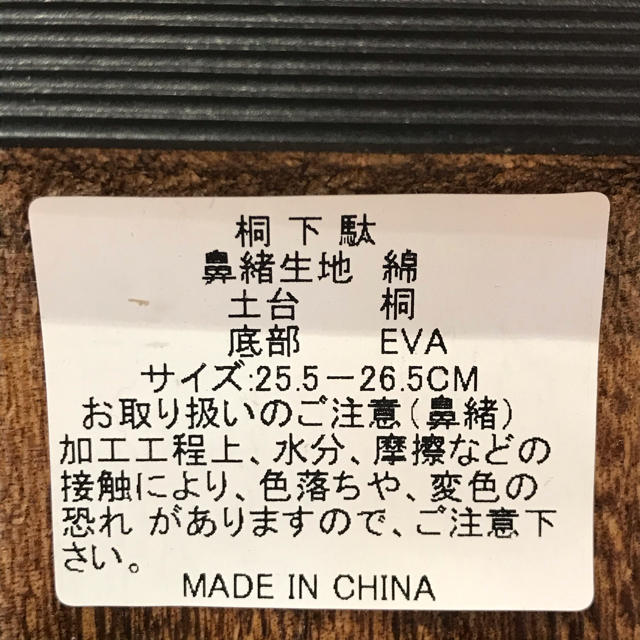 桐下駄
鼻緒生地 綿
土台 桐
底部 EVA
サイズ:25.5－26.5CM
お取り扱いのご注意(鼻緒)
加工工程上、水分、摩擦などの
接触により、色落ちや、変色の
恐れ がありますので、ご注意下
さい。
MADE IN CHINA